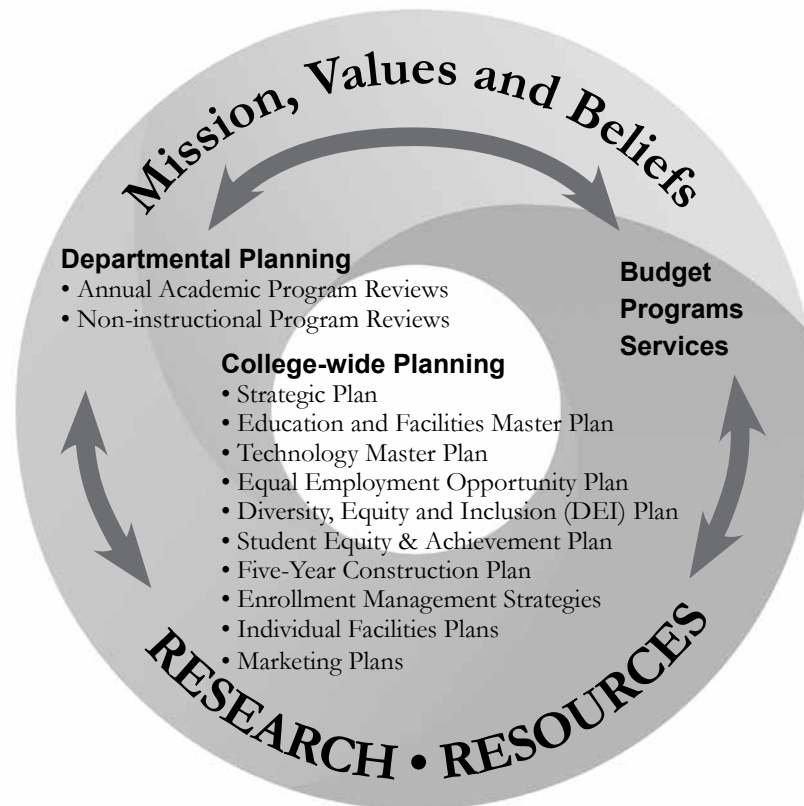 Mission, Values and Beliefs
Departmental Planning
• Annual Academic Program Reviews
• Non-instructional Program Reviews
Budget
Programs
Services
College-wide Planning
• Strategic Plan
• Education and Facilities Master Plan
• Technology Master Plan
• Equal Employment Opportunity Plan
• Diversity, Equity and Inclusion (DEI) Plan
• Student Equity & Achievement Plan
• Five-Year Construction Plan
• Enrollment Management Strategies
• Individual Facilities Plans
• Marketing Plans
RESEARCH • RESOURCES